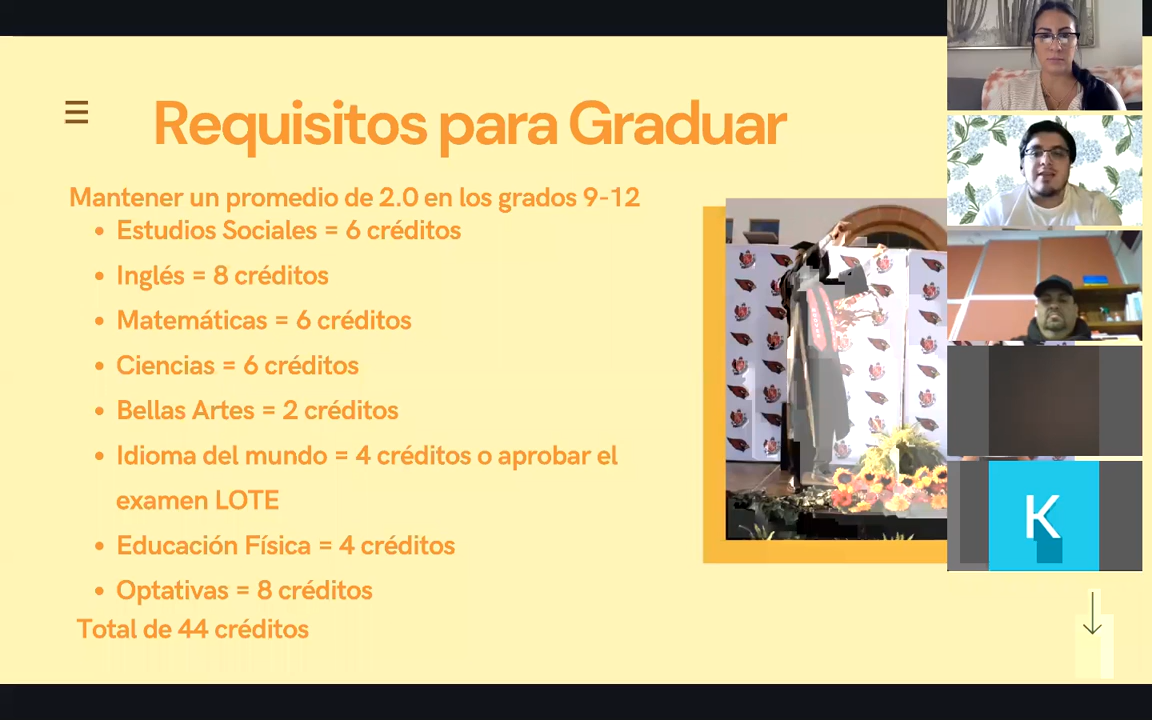 Requisitos para Graduar
Mantener un promedio de 2.0 en los grados 9-12
• Estudios Sociales = 6 créditos
• Inglés = 8 créditos
• Matemáticas = 6 créditos
• Ciencias = 6 créditos
• Bellas Artes = 2 créditos
• Idioma del mundo = 4 créditos o aprobar el
examen LOTE
• Educación Física = 4 créditos
• Optativas = 8 créditos
Total de 44 créditos
K